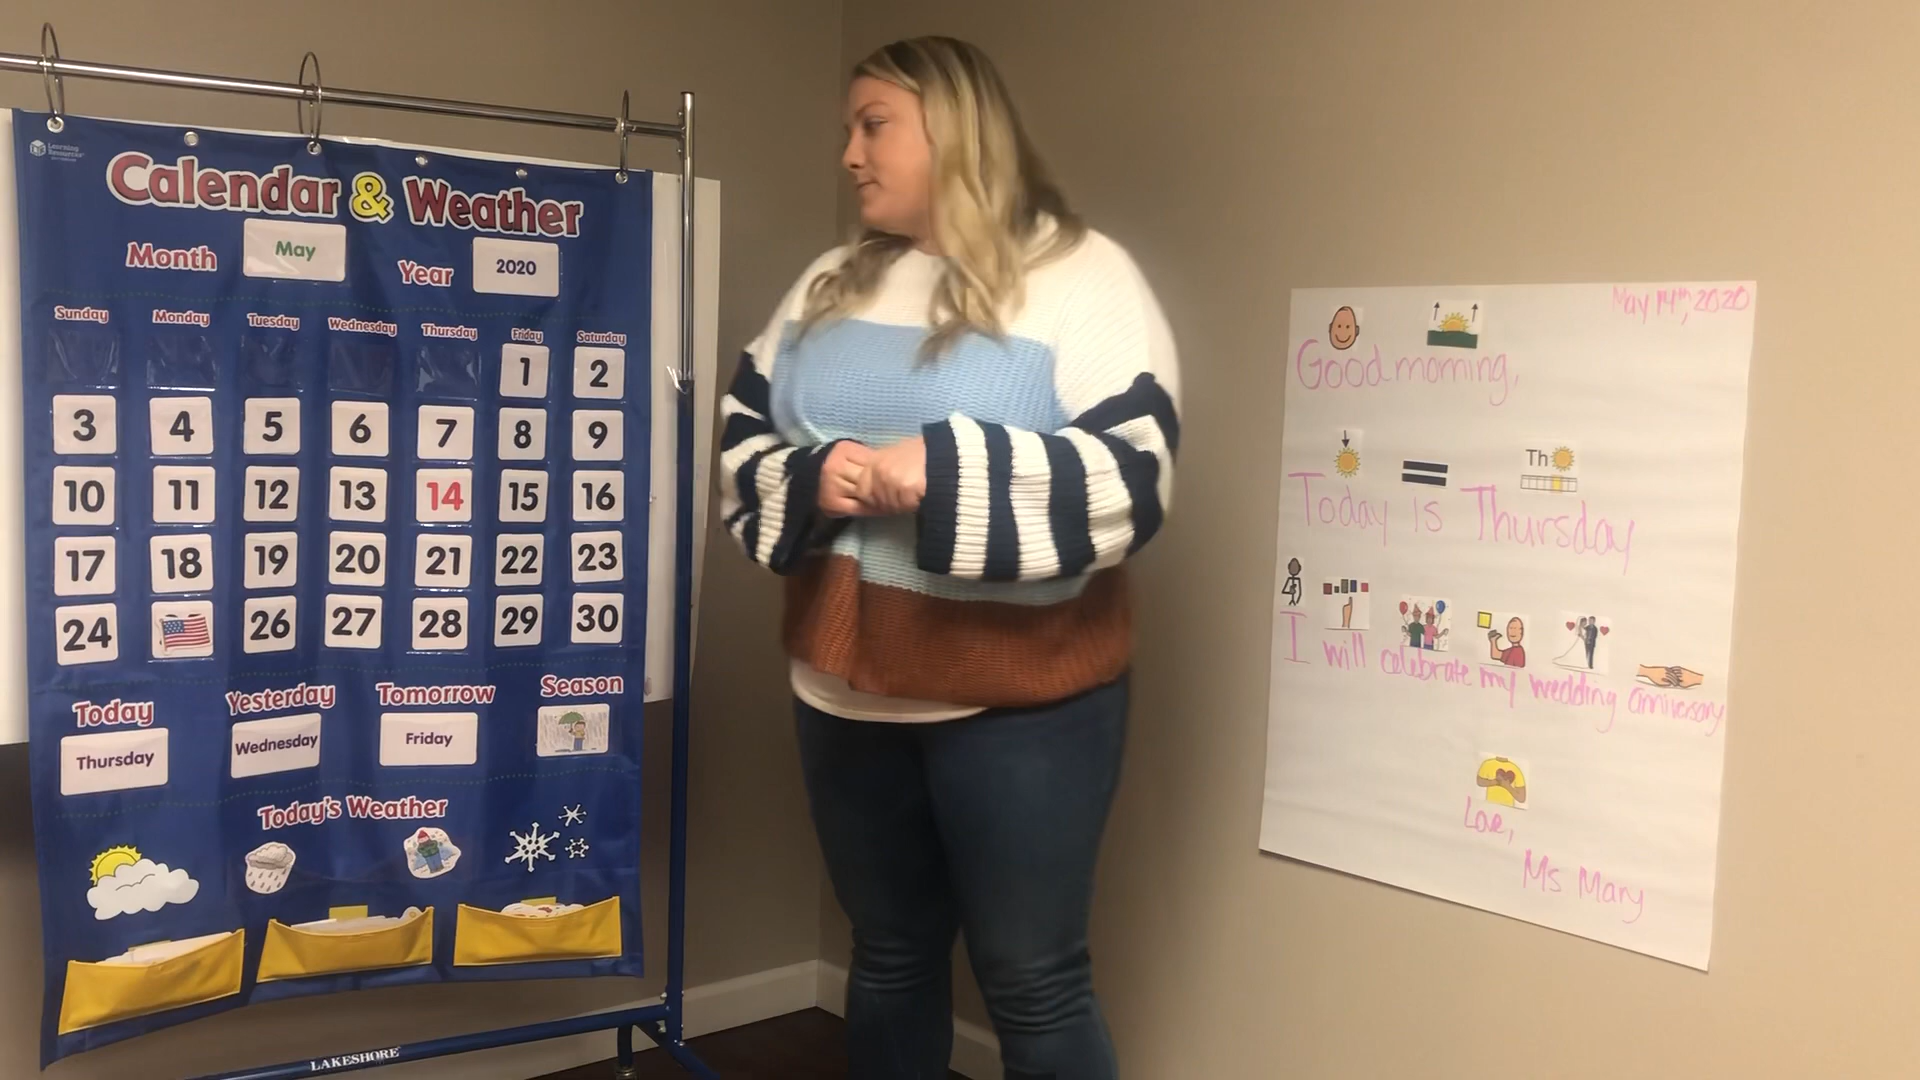 Learning Resources
Calendar & Weather
Month May Year 2020
Sunday Monday Tuesday Wednesday Thursday Friday Saturday
1 2
3 4 5 6 7 8 9
10 11 12 13 14 15 16
17 18 19 20 21 22 23
24 26 27 28 29 30
Today Yesterday Tomorrow Season
Thursday Wednesday Friday
Today's Weather
LAKESHORE
May 14th, 2020
Good morning,
Th
Today is Thursday
I will celebrate my wedding anniversary
Love,
Ms Mary